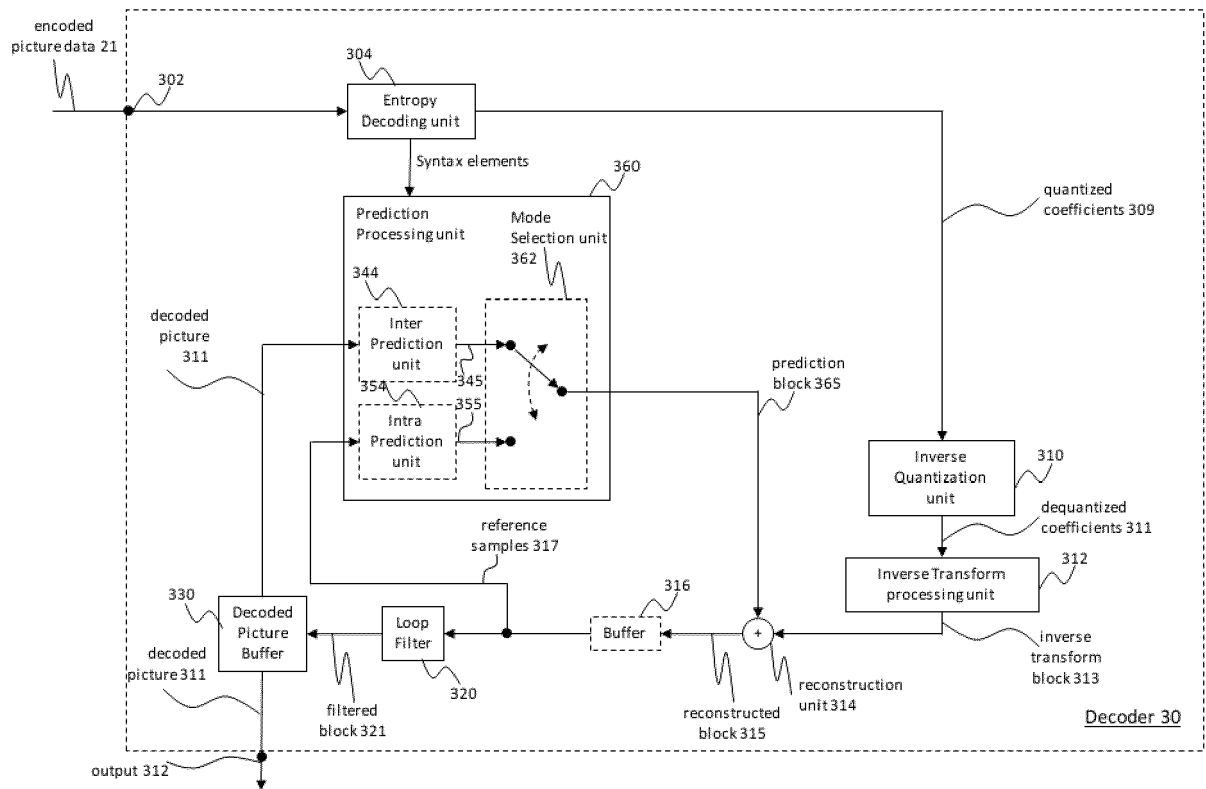 encoded
picture data 21
302
304
Entropy
Decoding unit
Syntax elements
360
Prediction
Processing unit
Mode
Selection unit
362
quantized
coefficients 309
344
Inter
Prediction
unit
345
decoded
picture
311
354
355
Intra
Prediction
unit
prediction
block 365
Inverse
Quantization
unit
310
dequantized
coefficients 311
reference
samples 317
312
Inverse Transform
processing unit
330
Decoded
Picture
Buffer
Loop
Filter
316
Buffer
+
inverse
transform
block 313
decoded
picture 311
320
filtered
block 321
reconstruction
unit 314
reconstructed
block 315
Decoder 30
output 312